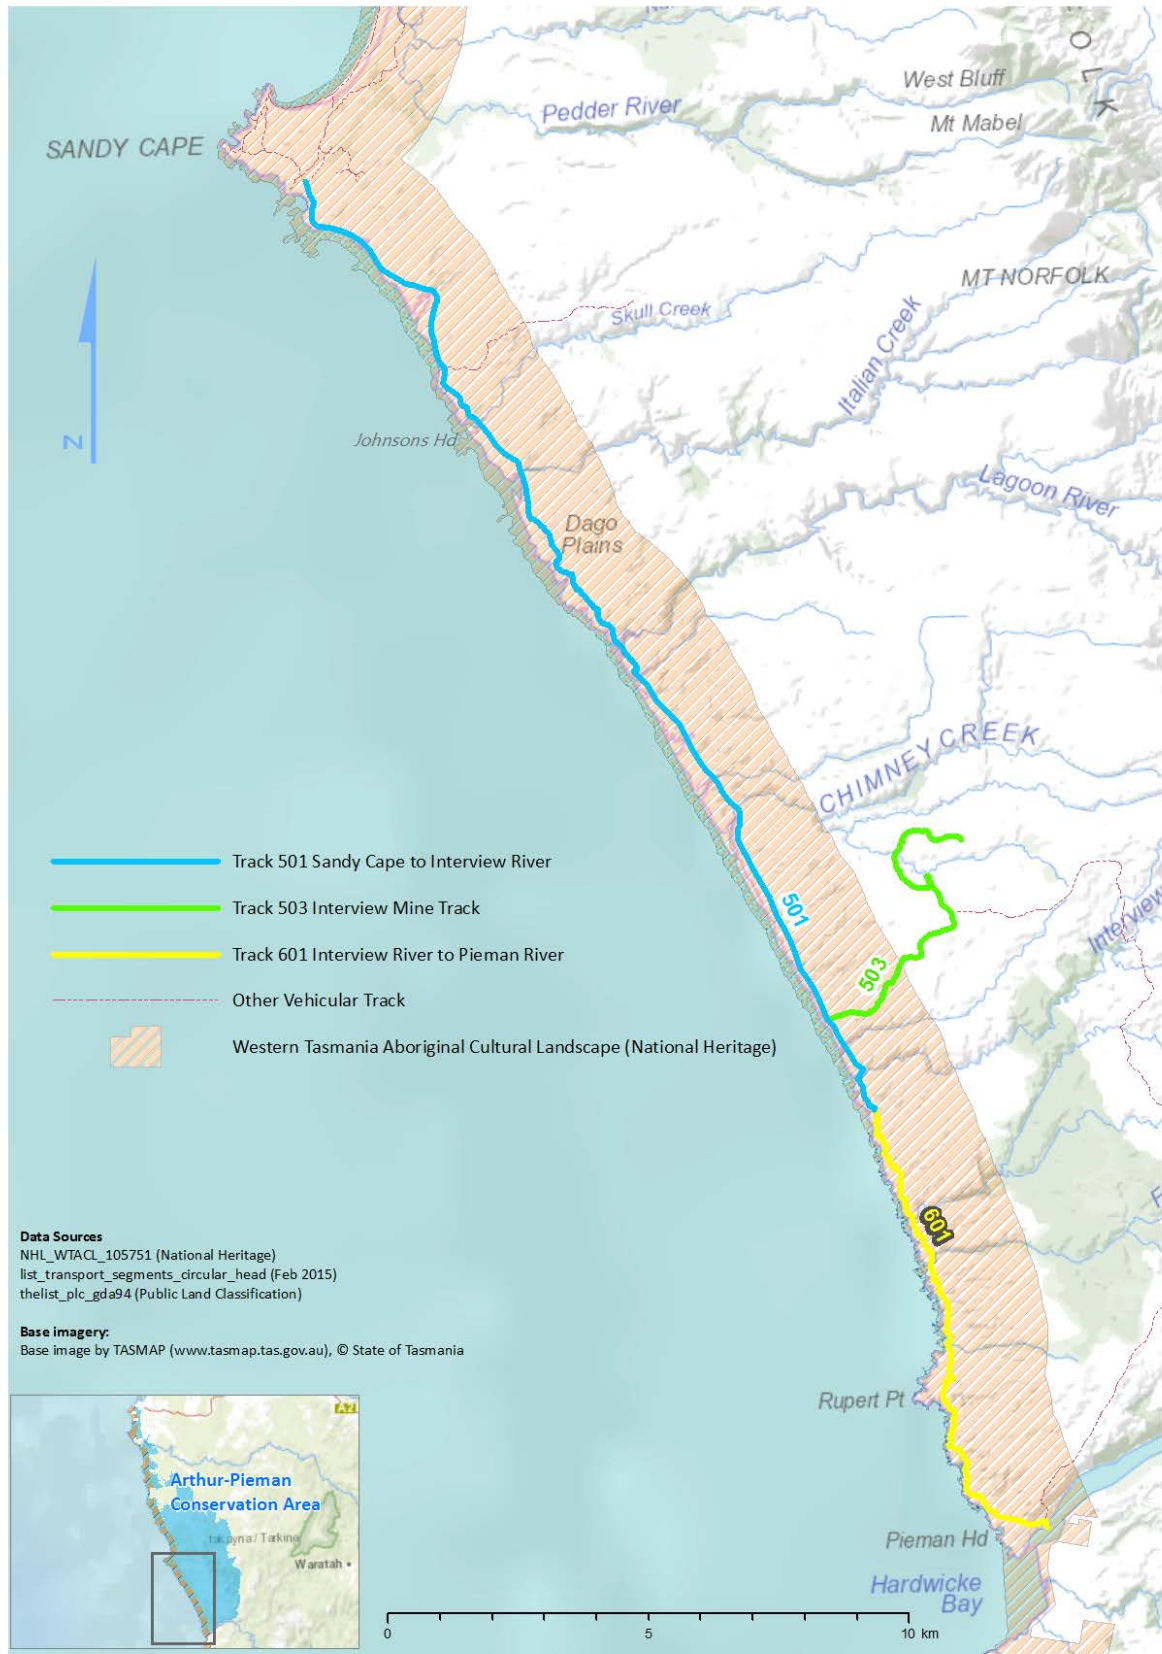 West Bluff
Pedder River
Mt Mabel
SANDY CAPE
O
L
K
MT NORFOLK
Skull Creek
Italian Creek
N
Johnsons Hd
Lagoon River
Dago
Plains
CHIMNEY CREEK
Track 501 Sandy Cape to Interview River
Track 503 Interview Mine Track
501
Interview
Track 601 Interview River to Pieman River
503
Other Vehicular Track
Western Tasmania Aboriginal Cultural Landscape (National Heritage)
601
Data Sources
NHL_WTACL_105751 (National Heritage)
list_transport_segments_circular_head (Feb 2015)
thelist_plc_gda94 (Public Land Classification)
Base imagery:
Base image by TASMAP (www.tasmap.tas.gov.au), © State of Tasmania
Rupert Pt
A2
Arthur-Pieman
Conservation Area
takayna / Tarkine
Waratah
Pieman Hd
Hardwicke
Bay
0 5 10 km